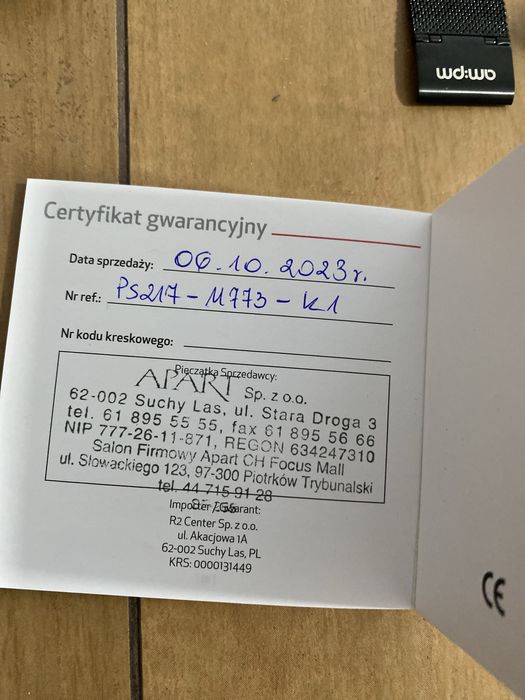 am:pm
Certyfikat gwarancyjny
Data sprzedaży: 06.10.2023r.
Nr ref.: PS217-M773-K1
Nr kodu kreskowego:
Pieczątka Sprzedawcy:
APART Sp. z o.o.
62-002 Suchy Las, ul. Stara Droga 3
tel. 61 895 55 55, fax 61 895 56 66
NIP 777-26-11-871, REGON 634247310
Salon Firmowy Apart CH Focus Mall
ul. Słowackiego 123, 97-300 Piotrków Trybunalski
tel. 44 715 91 28
Importer / Gwarant:
R2 Center Sp. z o.o.
ul. Akacjowa 1A
62-002 Suchy Las, PL
KRS: 0000131449
CE